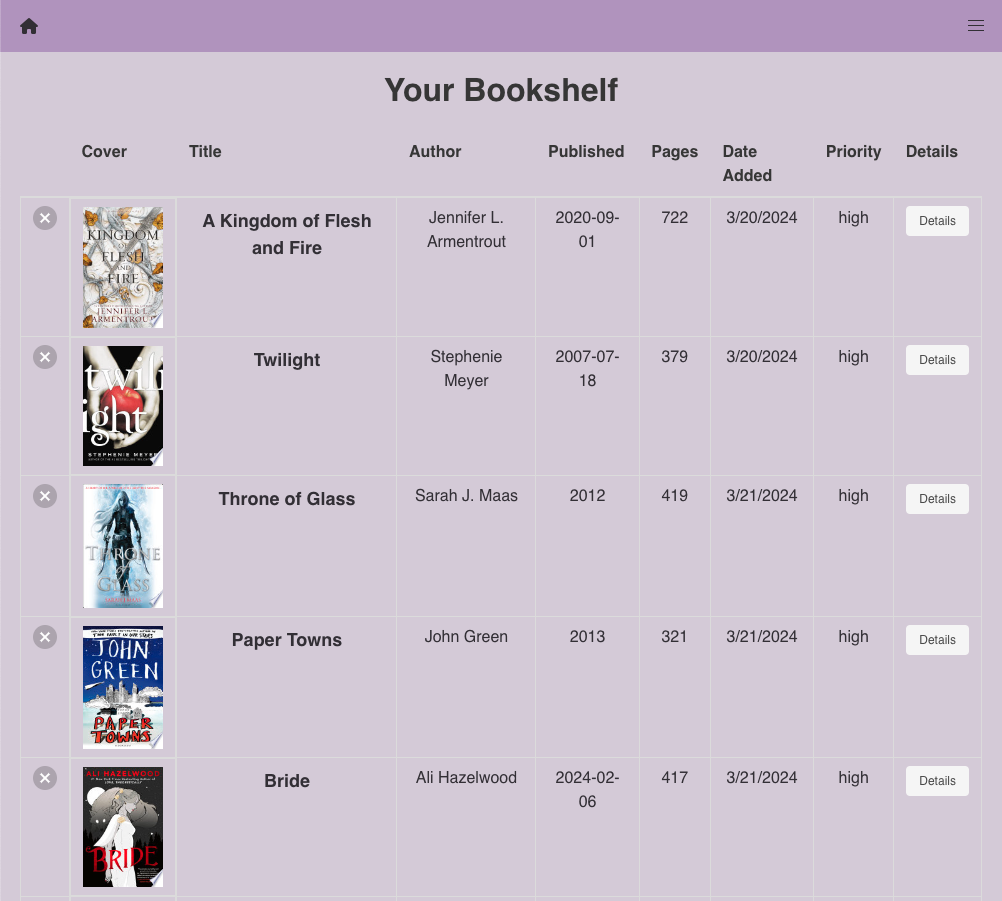 Your Bookshelf
Cover Title Author Published Pages Date Added Priority Details
KINGDOM
OF
FLESH
AND
FIRE
JENNIFER L.
ARMENTROUT
A Kingdom of Flesh
and Fire
Jennifer L.
Armentrout
2020-09-
01
722
3/20/2024
high
Details
twili
ight
STEPHENIE MEYER
Twilight
Stephenie
Meyer
2007-07-
18
379
3/20/2024
high
Details
THRONE
of
GLASS
Throne of Glass
Sarah J. Maas
2012
419
3/21/2024
high
Details
JOHN
GREEN
PAPER
TOWNS
Paper Towns
John Green
2013
321
3/21/2024
high
Details
ALI HAZELWOOD
BRIDE
Bride
Ali Hazelwood
2024-02-
06
417
3/21/2024
high
Details